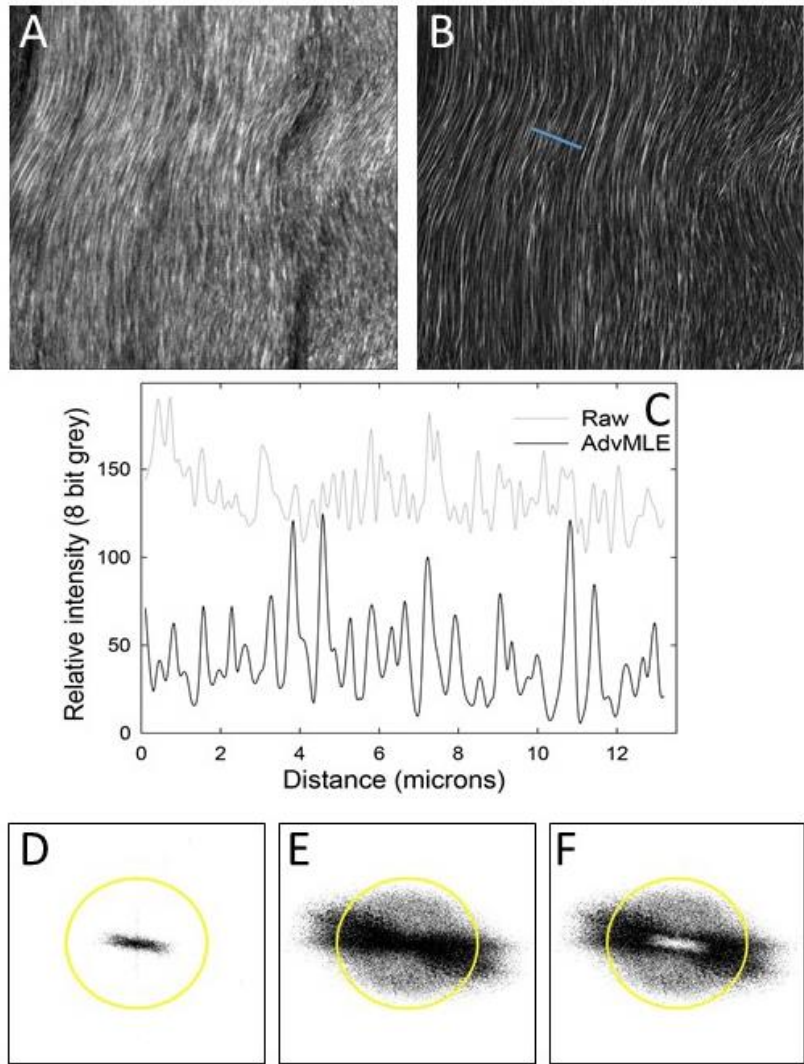 A
B
C
Raw
AdvMLE
Relative intensity (8 bit grey)
150
100
50
0
0 2 4 6 8 10 12
Distance (microns)
D
E
F